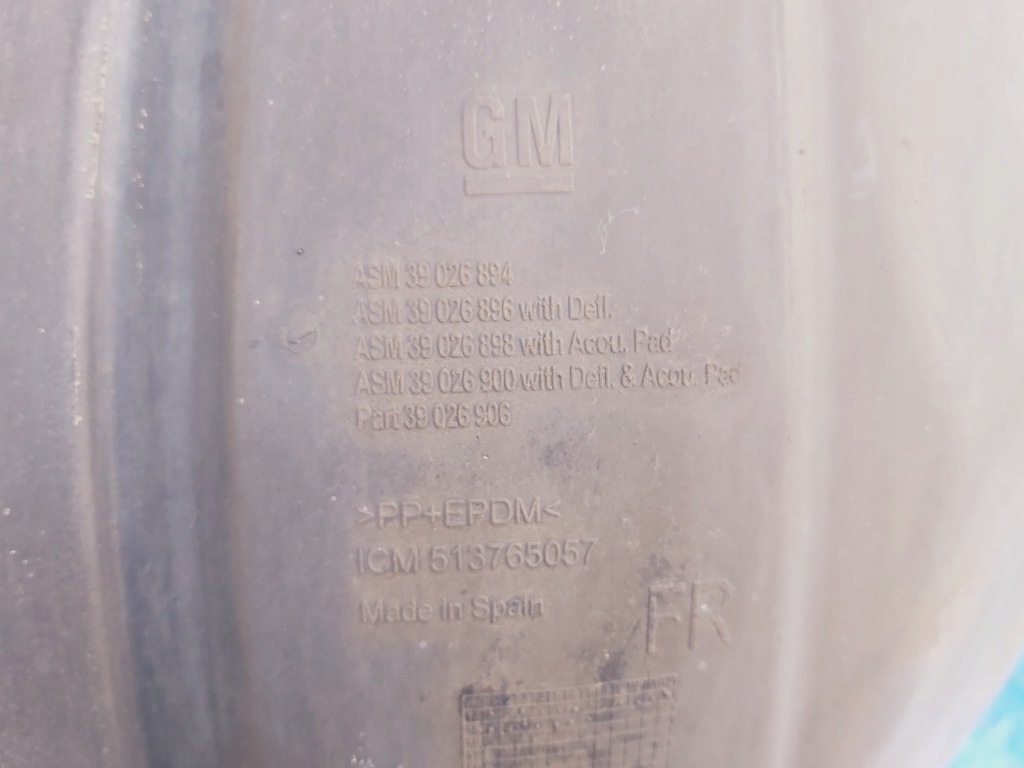 GM
ASM 39 026 894
ASM 39 026 896 with Defl.
ASM 39 026 898 with Acou. Pad
ASM 39 026 900 with Defl. & Acou. Pad
Part 39 026 906
>PP+EPDM<
ICM 513765057
Made in Spain
FR